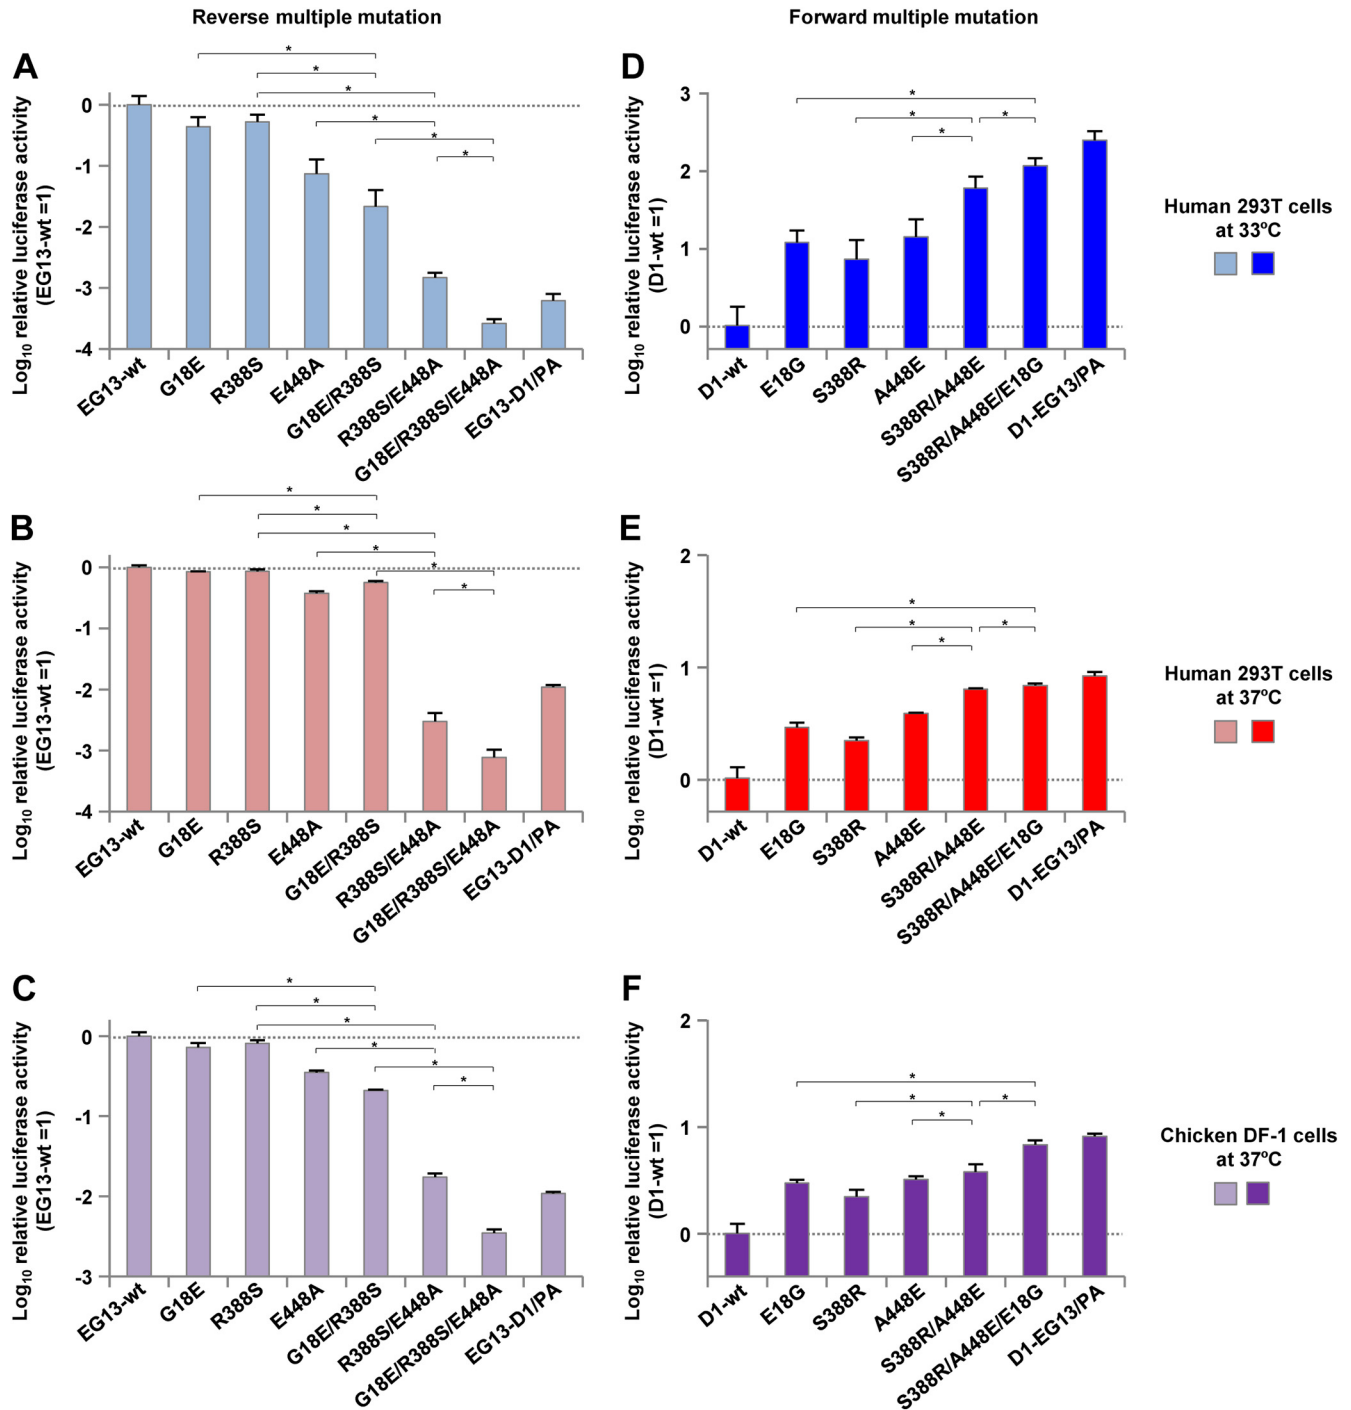 Reverse multiple mutation
Forward multiple mutation
A
Log10 relative luciferase activity
(EG13-wt =1)
0
-1
-2
-3
-4
*
*
*
*
*
*
EG13-wt
G18E
R388S
E448A
G18E/R388S
R388S/E448A
G18E/R388S/E448A
EG13-D1/PA
D
Log10 relative luciferase activity
(D1-wt =1)
3
2
1
0
*
*
*
*
D1-wt
E18G
S388R
A448E
S388R/A448E
S388R/A448E/E18G
D1-EG13/PA
Human 293T cells
at 33ºC
B
Log10 relative luciferase activity
(EG13-wt =1)
0
-1
-2
-3
-4
*
*
*
*
*
*
EG13-wt
G18E
R388S
E448A
G18E/R388S
R388S/E448A
G18E/R388S/E448A
EG13-D1/PA
E
Log10 relative luciferase activity
(D1-wt =1)
2
1
0
*
*
*
*
D1-wt
E18G
S388R
A448E
S388R/A448E
S388R/A448E/E18G
D1-EG13/PA
Human 293T cells
at 37ºC
C
Log10 relative luciferase activity
(EG13-wt =1)
0
-1
-2
-3
*
*
*
*
*
*
EG13-wt
G18E
R388S
E448A
G18E/R388S
R388S/E448A
G18E/R388S/E448A
EG13-D1/PA
F
Log10 relative luciferase activity
(D1-wt =1)
2
1
0
*
*
*
*
D1-wt
E18G
S388R
A448E
S388R/A448E
S388R/A448E/E18G
D1-EG13/PA
Chicken DF-1 cells
at 37ºC